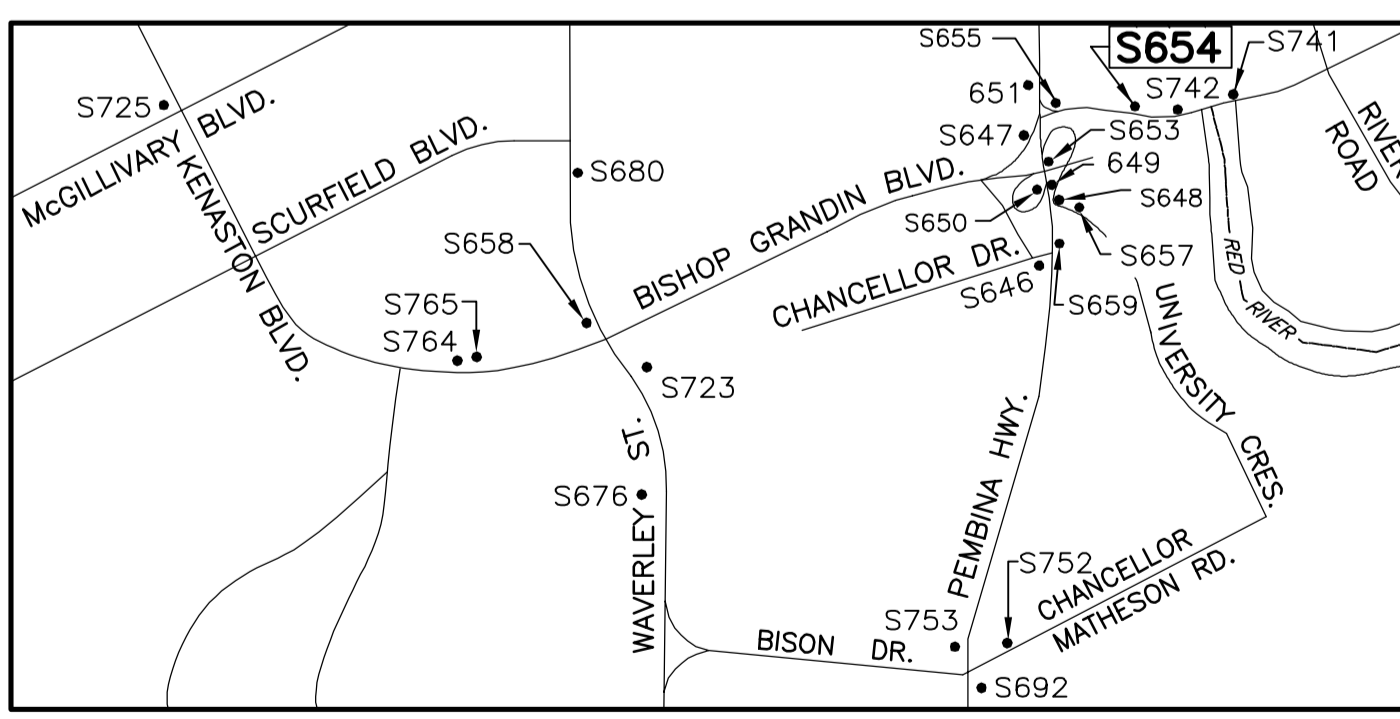 S655
S654
S741
S725
651
S742
McGILLIVARY BLVD.
S647
S653
RIVER
ROAD
KENASTON BLVD.
SCURFIELD BLVD.
S680
649
S648
BISHOP GRANDIN BLVD.
S650
S658
S657
RED RIVER
CHANCELLOR DR.
S646
S659
UNIVERSITY CRES.
S765
S764
S723
WAVERLEY ST.
PEMBINA HWY.
S676
S752
CHANCELLOR
MATHESON RD.
S753
BISON DR.
S692